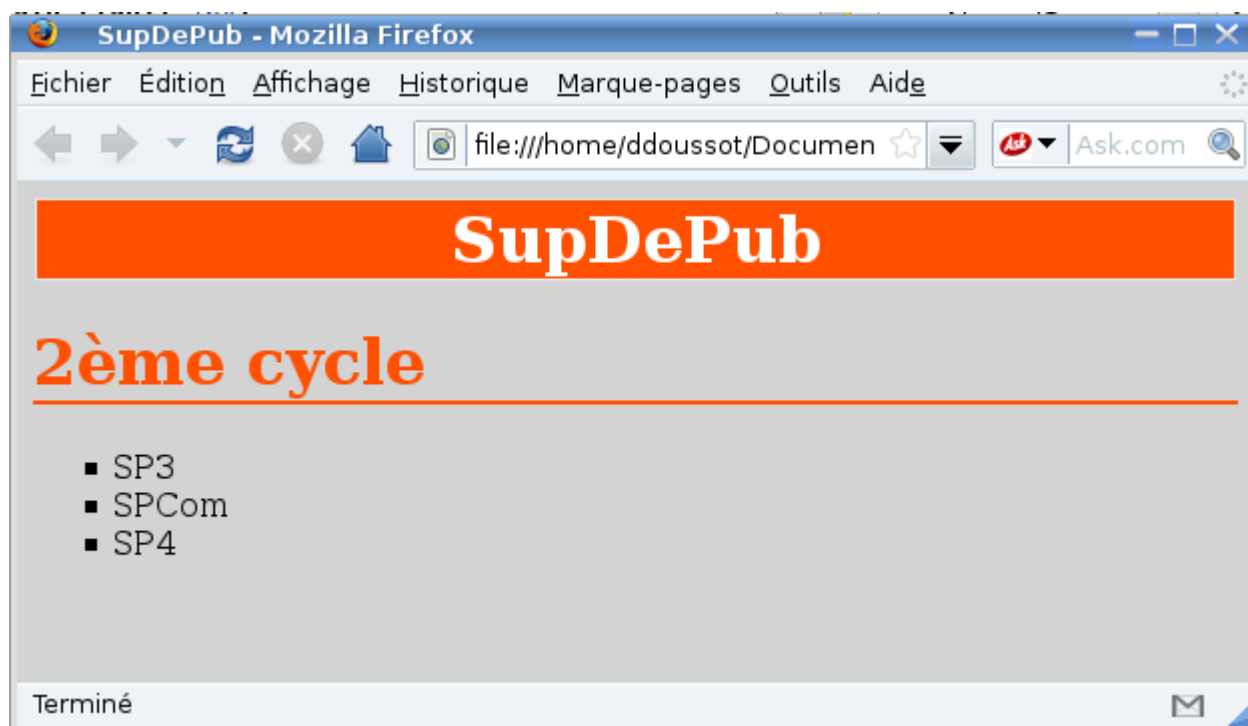 SupDePub - Mozilla Firefox
Fichier Édition Affichage Historique Marque-pages Outils Aide
file:///home/ddoussot/Documen Ask.com
SupDePub
2ème cycle
SP3
SPCom
SP4
Terminé